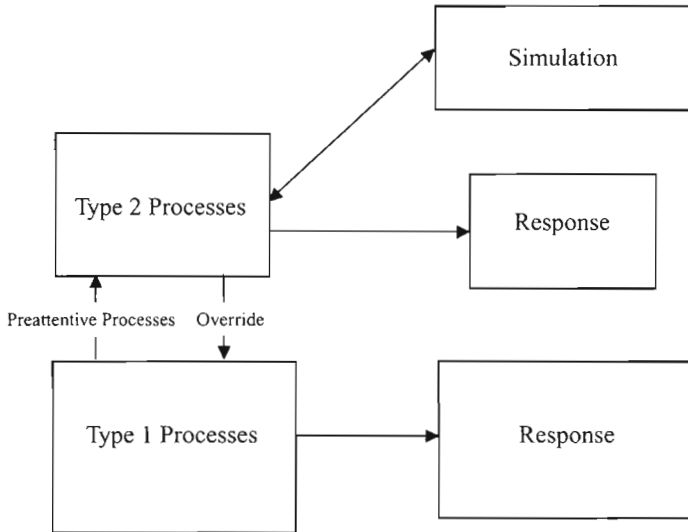 Simulation
Type 2 Processes
Response
Preattentive Processes Override
Type 1 Processes
Response